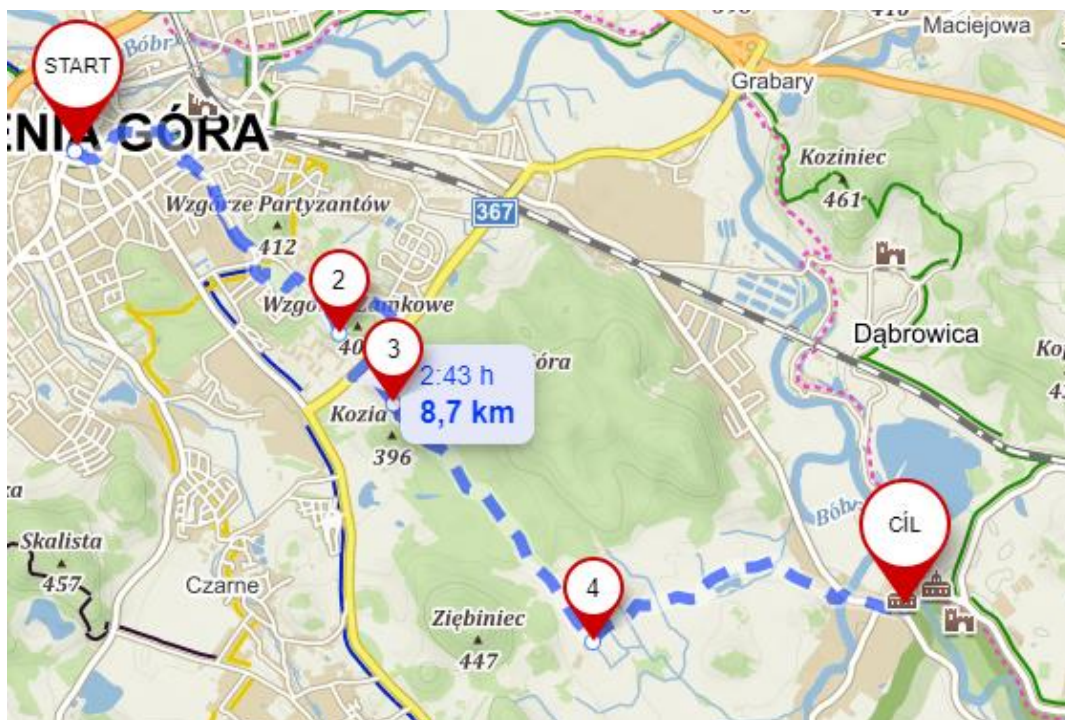 Maciejowa
Bóbr
START
Grabary
ENIA GÓRA
Koziniec
461
Wzgórze Partyzantów
367
412
2
Wzgó Zamkowe
40
3
Dąbrowica
2:43 h
óra
8,7 km
Kozia
396
Bóbr
CÍL
Skalista
457
Czarne
4
Ziębiniec
447